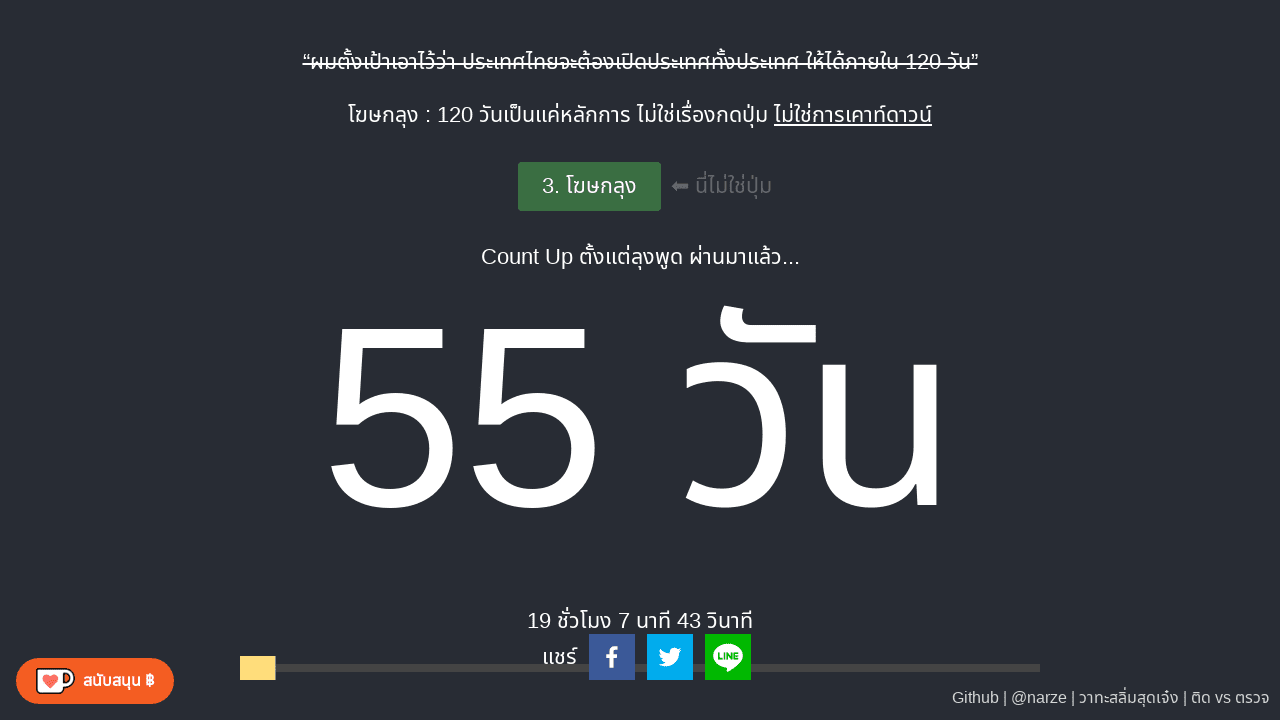 “ผมตั้งเป้าเอาไว้ว่า ประเทศไทยจะต้องเปิดประเทศทั้งประเทศ ให้ได้ภายใน 120 วัน”
โฆษกลุง : 120 วันเป็นแค่หลักการ ไม่ใช่เรื่องกดปุ่ม ไม่ใช่การเคาท์ดาวน์
3. โฆษกลุง ⬅ นี่ไม่ใช่ปุ่ม
Count Up ตั้งแต่ลุงพูด ผ่านมาแล้ว...
55 วัน
19 ชั่วโมง 7 นาที 43 วินาที
แชร์
LINE
สนับสนุน ฿
Github | @narze | วาทะสลิ่มสุดเจ๋ง | ติด vs ตรวจ